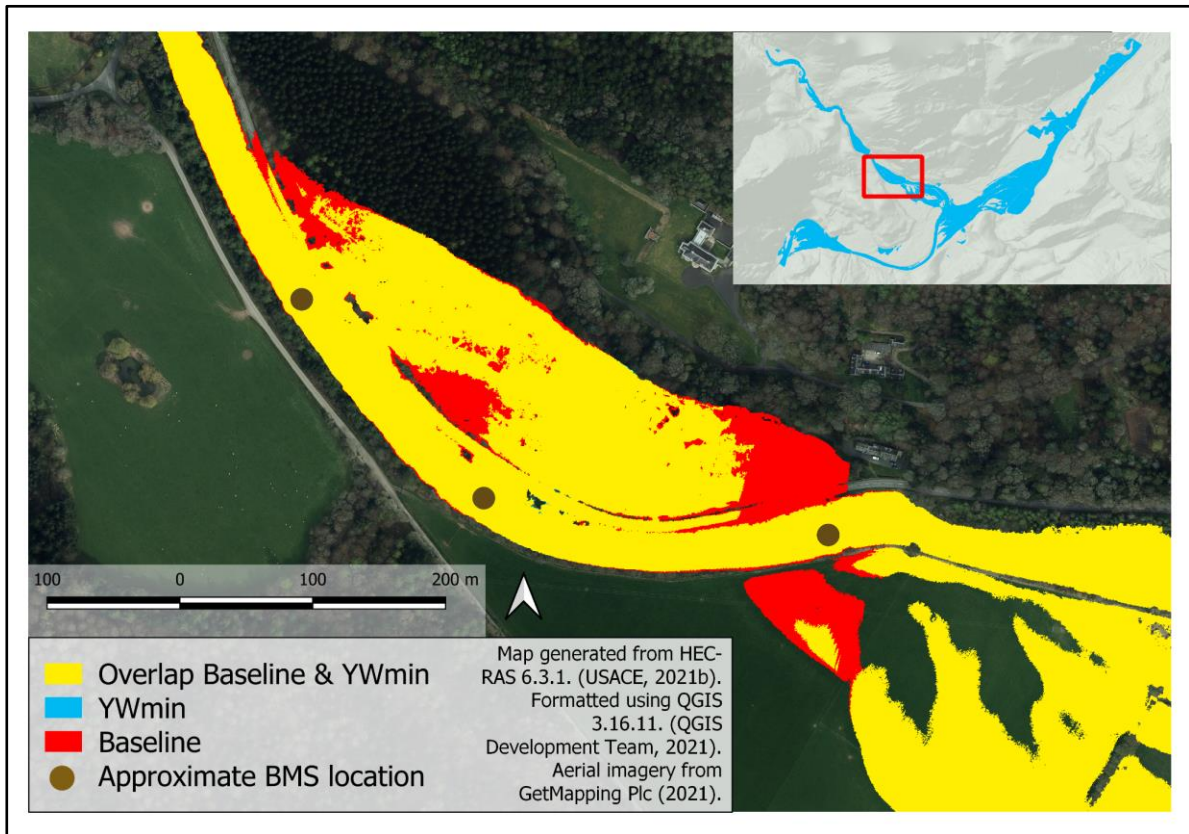 100 0 100 200 m
Overlap Baseline & YWmin
YWmin
Baseline
Approximate BMS location
Map generated from HEC-
RAS 6.3.1. (USACE, 2021b).
Formatted using QGIS
3.16.11. (QGIS
Development Team, 2021).
Aerial imagery from
GetMapping Plc (2021).